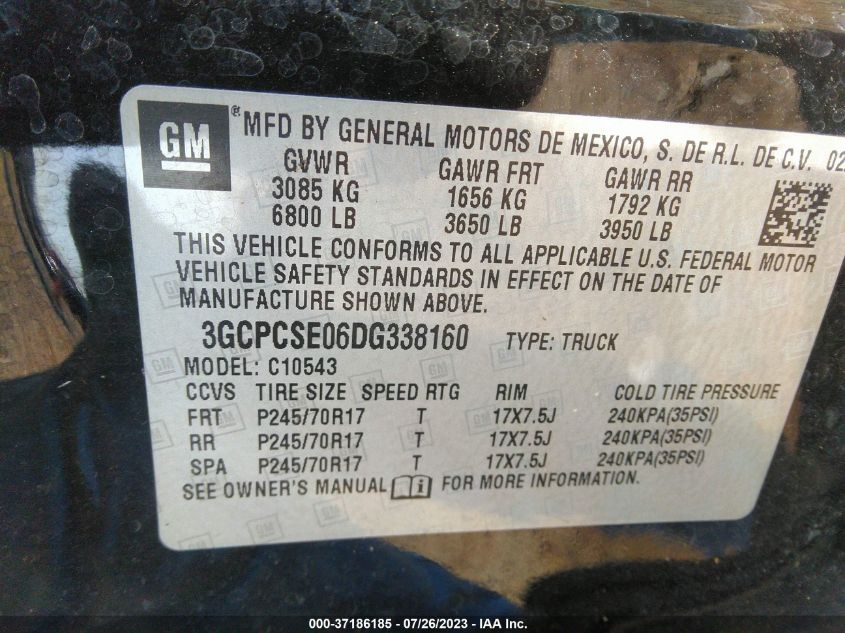 GM ® MFD BY GENERAL MOTORS DE MEXICO, S. DE R.L. DE C.V. 02
GVWR GAWR FRT GAWR RR
3085 KG 1656 KG 1792 KG
6800 LB 3650 LB 3950 LB
THIS VEHICLE CONFORMS TO ALL APPLICABLE U.S. FEDERAL MOTOR
VEHICLE SAFETY STANDARDS IN EFFECT ON THE DATE OF
MANUFACTURE SHOWN ABOVE.
3GCPCSE06DG338160 TYPE: TRUCK
MODEL: C10543
CCVS TIRE SIZE SPEED RTG RIM COLD TIRE PRESSURE
FRT P245/70R17 T 17X7.5J 240KPA(35PSI)
RR P245/70R17 T 17X7.5J 240KPA(35PSI)
SPA P245/70R17 T 17X7.5J 240KPA(35PSI)
SEE OWNER'S MANUAL FOR MORE INFORMATION.
000-37186185 - 07/26/2023 - IAA Inc.